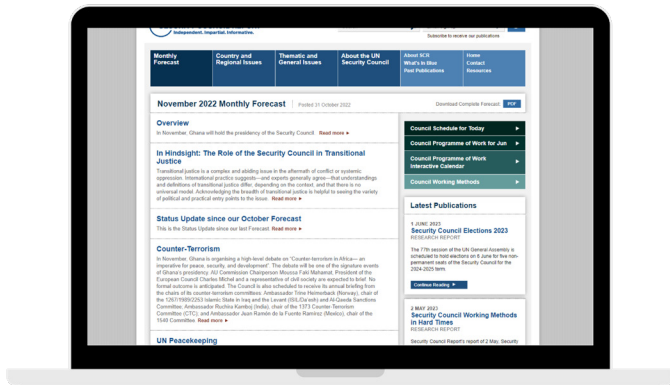 Independent. Impartial. Informative.
Subscribe to receive our publications
Monthly
Forecast
Country and
Regional Issues
Thematic and
General Issues
About the UN
Security Council
About SCR
What's in Blue
Past Publications
Home
Contact
Resources
November 2022 Monthly Forecast
Posted 31 October 2022
Download Complete Forecast: PDF
Overview
In November, Ghana will hold the presidency of the Security Council. Read more
In Hindsight: The Role of the Security Council in Transitional
Justice
Transitional justice is a complex and abiding issue in the aftermath of conflict or systemic
oppression. International practice suggests—and experts generally agree—that understandings
and definitions of transitional justice differ, depending on the context, and that there is no
universal model. Acknowledging the breadth of transitional justice is helpful to seeing the variety
of political and practical entry points to the issue. Read more
Status Update since our October Forecast
This is the Status Update since our last Forecast. Read more
Counter-Terrorism
In November, Ghana is organising a high-level debate on "Counter-terrorism in Africa— an
imperative for peace, security, and development". The debate will be one of the signature events
of Ghana's presidency. AU Commission Chairperson Moussa Faki Mahamat, President of the
European Council Charles Michel and a representative of civil society are expected to brief. No
formal outcome is anticipated. The Council is also scheduled to receive its annual briefing from
the chairs of its counter-terrorism committees: Ambassador Trine Heimerback (Norway), chair of
the 1267/1989/2253 Islamic State in Iraq and the Levant (ISIL/Da'esh) and Al-Qaeda Sanctions
Committee; Ambassador Ruchira Kamboj (India), chair of the 1373 Counter-Terrorism
Committee (CTC); and Ambassador Juan Ramón de la Fuente Ramírez (Mexico), chair of the
1540 Committee. Read more
UN Peacekeeping
Council Schedule for Today
Council Programme of Work for Jun
Council Programme of Work
Interactive Calendar
Council Working Methods
Latest Publications
1 JUNE 2023
Security Council Elections 2023
RESEARCH REPORT
The 77th session of the UN General Assembly is
scheduled to hold elections on 6 June for five non-
permanent seats of the Security Council for the
2024-2025 term.
Continue Reading
2 MAY 2023
Security Council Working Methods
in Hard Times
RESEARCH REPORT
Security Council Report's report of 2 May, Security